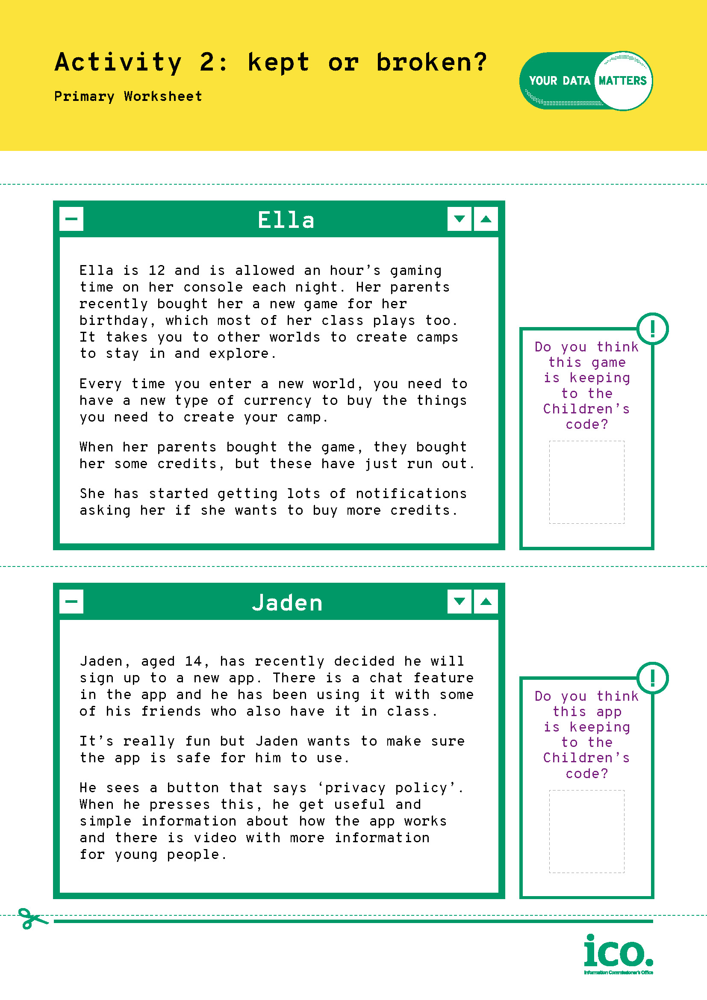 Activity 2: kept or broken?
Primary Worksheet
YOUR DATA MATTERS
Ella
Ella is 12 and is allowed an hour’s gaming
time on her console each night. Her parents
recently bought her a new game for her
birthday, which most of her class plays too.
It takes you to other worlds to create camps
to stay in and explore.
Every time you enter a new world, you need to
have a new type of currency to buy the things
you need to create your camp.
When her parents bought the game, they bought
her some credits, but these have just run out.
She has started getting lots of notifications
asking her if she wants to buy more credits.
!
Do you think
this game
is keeping
to the
Children’s
code?
Jaden
Jaden, aged 14, has recently decided he will
sign up to a new app. There is a chat feature
in the app and he has been using it with some
of his friends who also have it in class.
It’s really fun but Jaden wants to make sure
the app is safe for him to use.
He sees a button that says ‘privacy policy’.
When he presses this, he get useful and
simple information about how the app works
and there is video with more information
for young people.
!
Do you think
this app
is keeping
to the
Children’s
code?
ico.
Information Commissioner’s Office